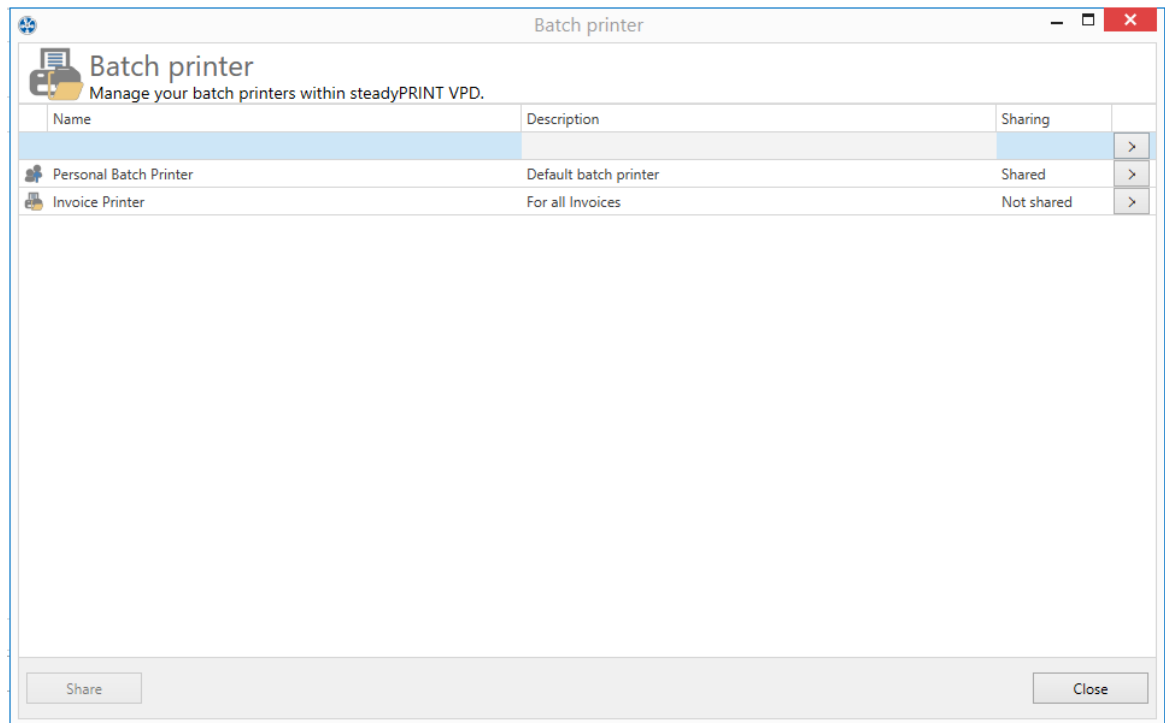 Batch printer
Batch printer
Manage your batch printers within steadyPRINT VPD.
Name Description Sharing
>
Personal Batch Printer Default batch printer Shared >
Invoice Printer For all Invoices Not shared >
Share Close